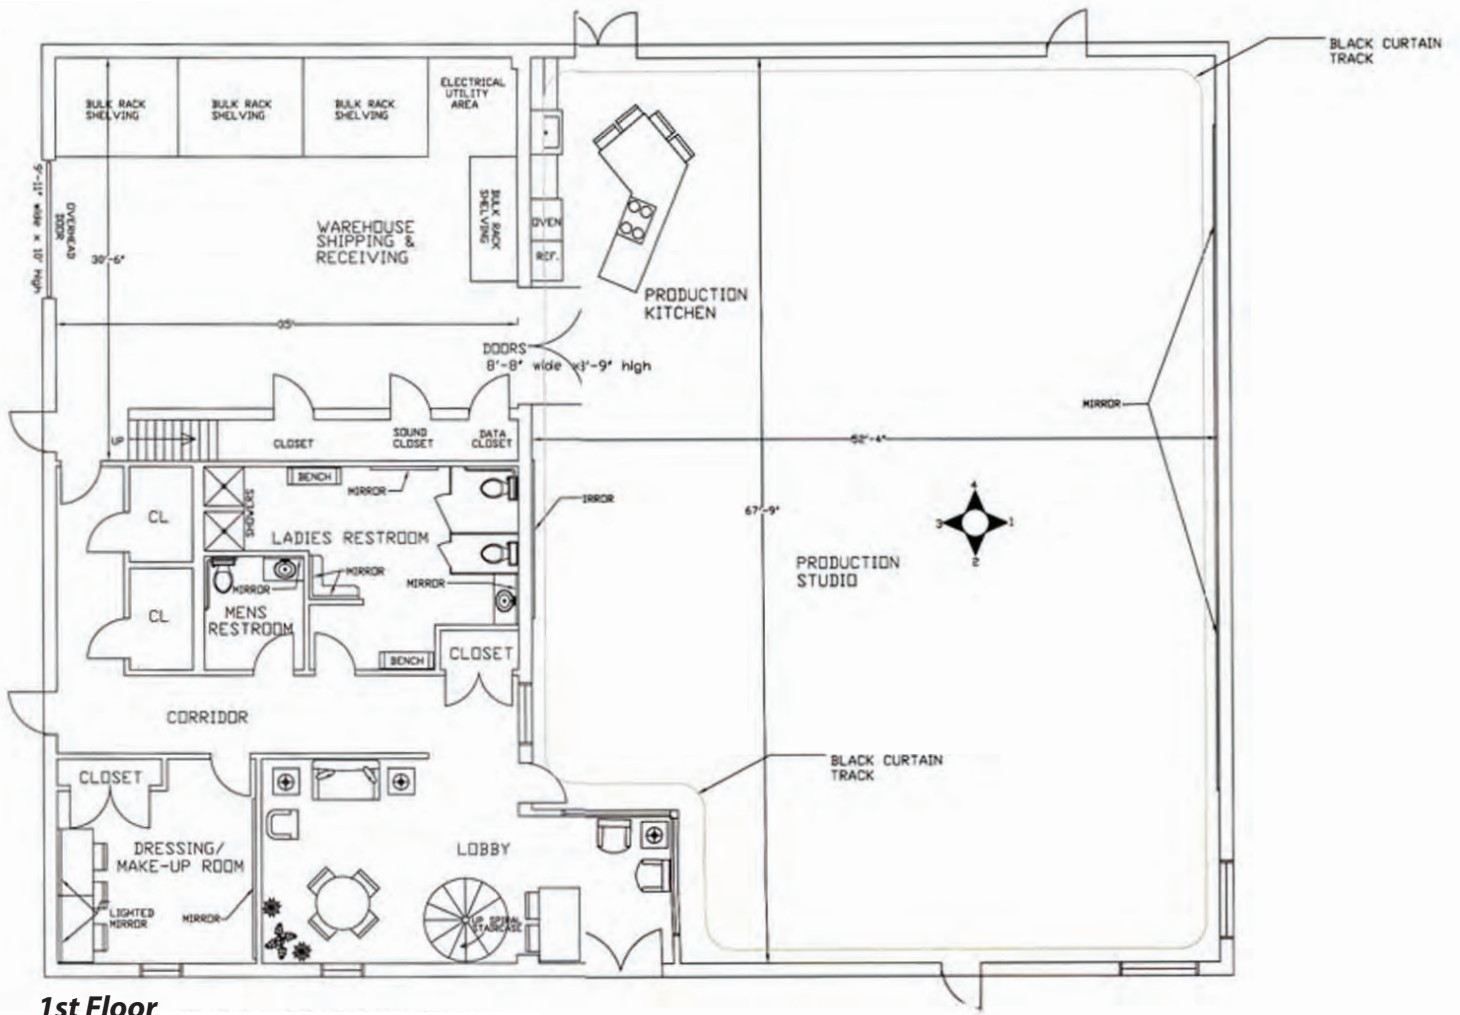 BLACK CURTAIN
TRACK
ELECTRICAL
UTILITY
AREA
BULK RACK
SHELVING
BULK RACK
SHELVING
BULK RACK
SHELVING
9'-11" wide x 10' high
OVERHEAD
DOOR
30'-6"
WAREHOUSE
SHIPPING &
RECEIVING
BULK RACK
SHELVING
OVEN
REF.
PRODUCTION
KITCHEN
35'
DOORS
8'-8" wide x 8'-9" high
MIRROR
UP
CLOSET
SOUND
CLOSET
DATA
CLOSET
52'-4"
BENCH
MIRROR
IRROR
SHOWERS
CL
LADIES RESTROOM
67'-9"
4
3
1
2
PRODUCTION
STUDIO
MIRROR
MIRROR
MIRROR
CL
MENS
RESTROOM
BENCH
CLOSET
CORRIDOR
BLACK CURTAIN
TRACK
CLOSET
DRESSING/
MAKE-UP ROOM
LOBBY
LIGHTED
MIRROR
MIRROR
UP SPIRAL
STAIRCASE
1st Floor